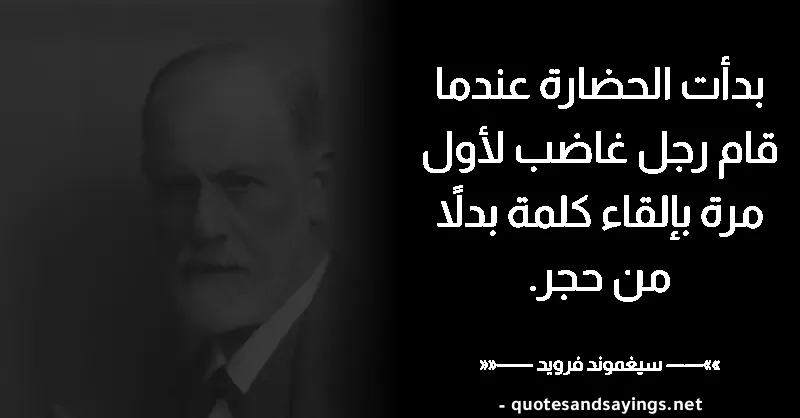 بدأت الحضارة عندما
قام رجل غاضب لأول
مرة بإلقاء كلمة بدلًا
من حجر.
»»—— سيغموند فرويد ——««
- quotesandsayings.net